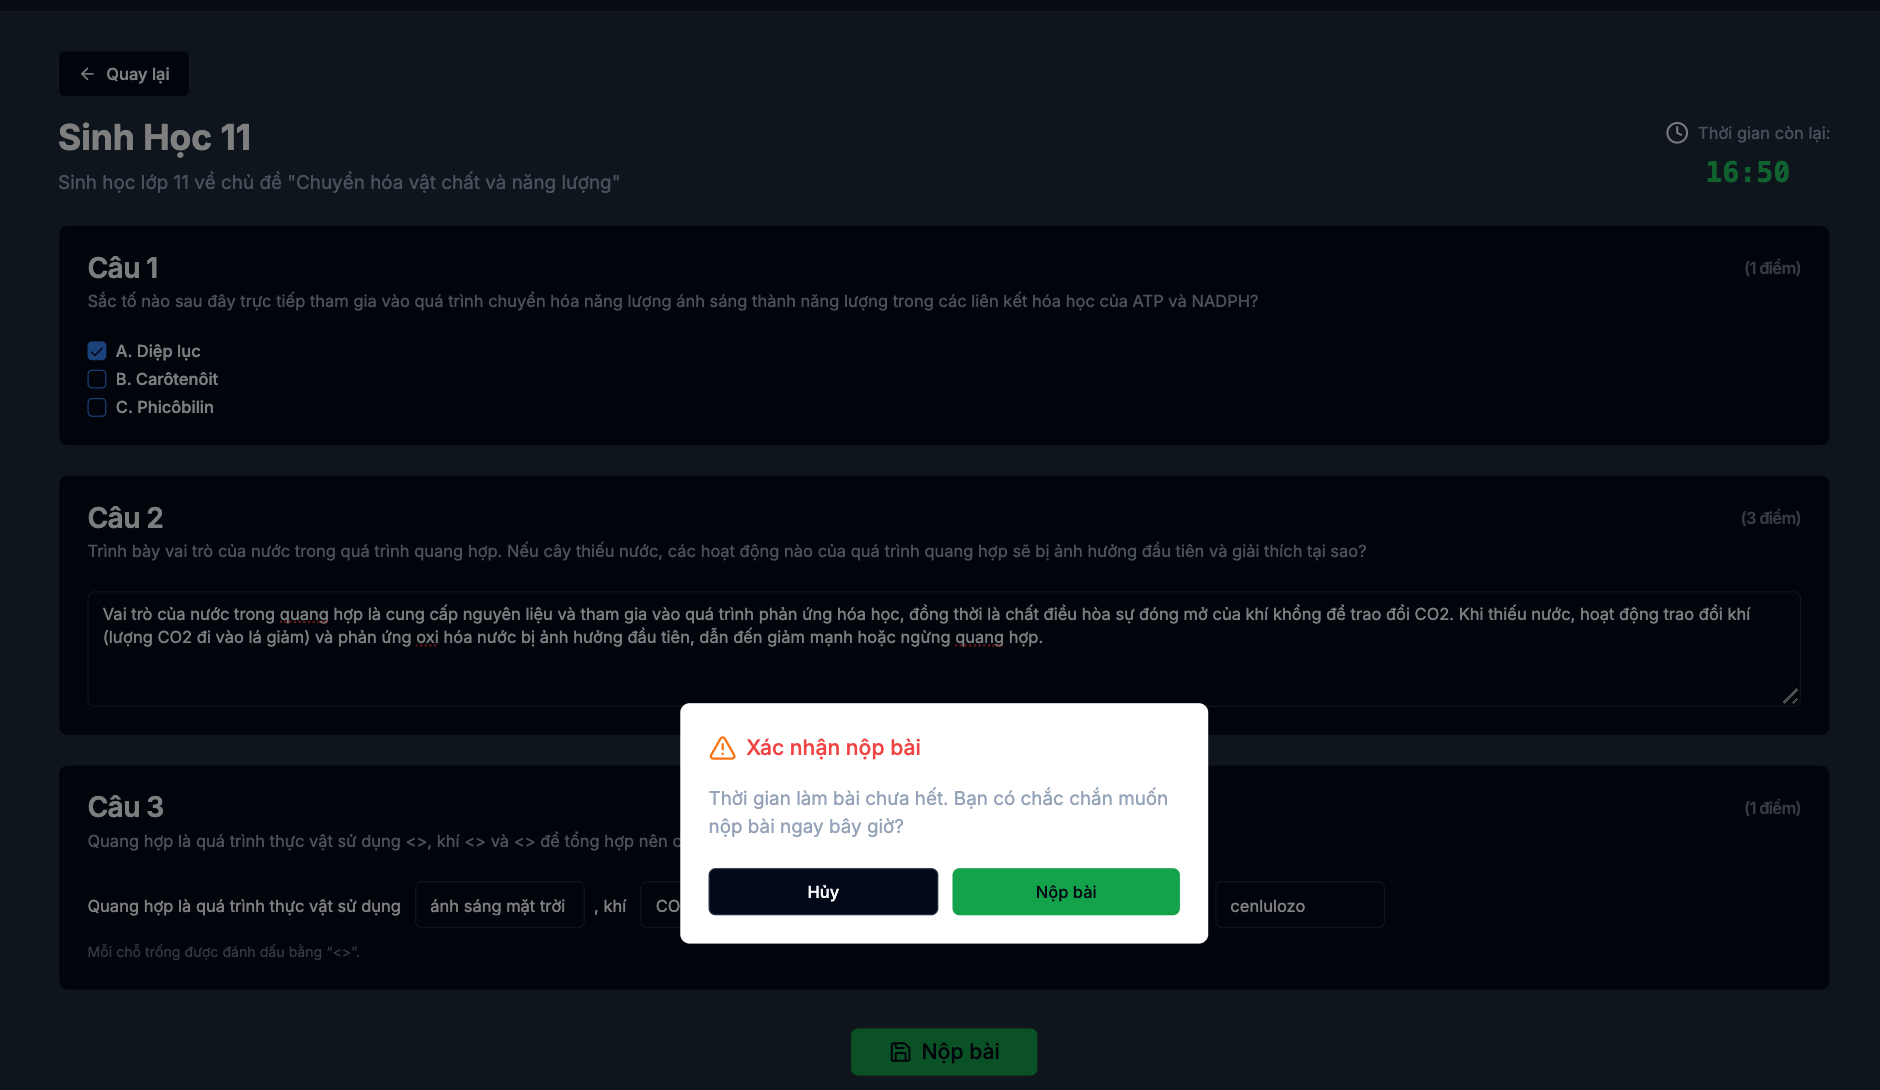 Quay lại
Sinh Học 11
Thời gian còn lại:
Sinh học lớp 11 về chủ đề "Chuyển hóa vật chất và năng lượng"
16:50
Câu 1
(1 điểm)
Sắc tố nào sau đây trực tiếp tham gia vào quá trình chuyển hóa năng lượng ánh sáng thành năng lượng trong các liên kết hóa học của ATP và NADPH?
A. Diệp lục
B. Carôtenôit
C. Phicôbilin
Câu 2
(3 điểm)
Trình bày vai trò của nước trong quá trình quang hợp. Nếu cây thiếu nước, các hoạt động nào của quá trình quang hợp sẽ bị ảnh hưởng đầu tiên và giải thích tại sao?
Vai trò của nước trong quang hợp là cung cấp nguyên liệu và tham gia vào quá trình phản ứng hóa học, đồng thời là chất điều hòa sự đóng mở của khí khổng để trao đổi CO2. Khi thiếu nước, hoạt động trao đổi khí
(lượng CO2 đi vào lá giảm) và phản ứng oxi hóa nước bị ảnh hưởng đầu tiên, dẫn đến giảm mạnh hoặc ngừng quang hợp.
Xác nhận nộp bài
Thời gian làm bài chưa hết. Bạn có chắc chắn muốn
nộp bài ngay bây giờ?
Hủy
Nộp bài
Câu 3
(1 điểm)
Quang hợp là quá trình thực vật sử dụng <>, khí <> và <> để tổng hợp nên
Quang hợp là quá trình thực vật sử dụng ánh sáng mặt trời , khí CO cenlulozo
Mỗi chỗ trống được đánh dấu bằng “<>”.
Nộp bài